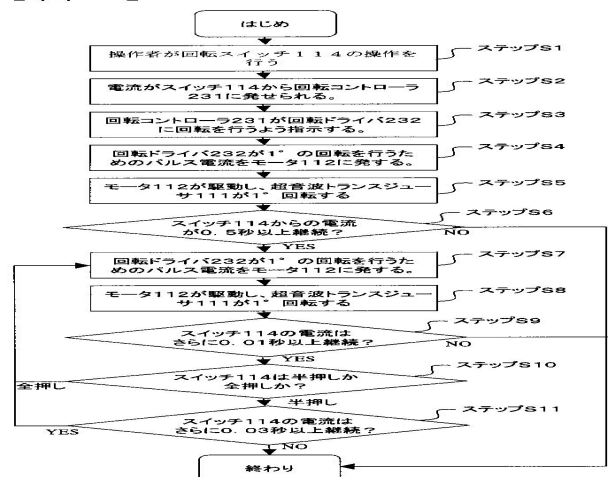 はじめ
操作者が回転スイッチ114の操作を
行う
ステップS1
電流がスイッチ114から回転コントローラ
231に発せられる。
ステップS2
回転コントローラ231が回転ドライバ232
に回転を行うよう指示する。
ステップS3
回転ドライバ232が1°の回転を行うた
めのパルス電流をモータ112に発する。
ステップS4
モータ112が駆動し、超音波トランスジュー
サ111が1°回転する
ステップS5
スイッチ114からの電流
が0.5秒以上継続?
ステップS6
YES
NO
回転ドライバ232が1°の回転を行うた
めのパルス電流をモータ112に発する。
ステップS7
モータ112が駆動し、超音波トランスジュー
サ111が1°回転する
ステップS8
スイッチ114の電流は
さらに0.01秒以上継続?
ステップS9
YES
NO
スイッチ114は半押しか
全押しか?
ステップS10
全押し
半押し
スイッチ114の電流は
さらに0.03秒以上継続?
ステップS11
YES
NO
終わり